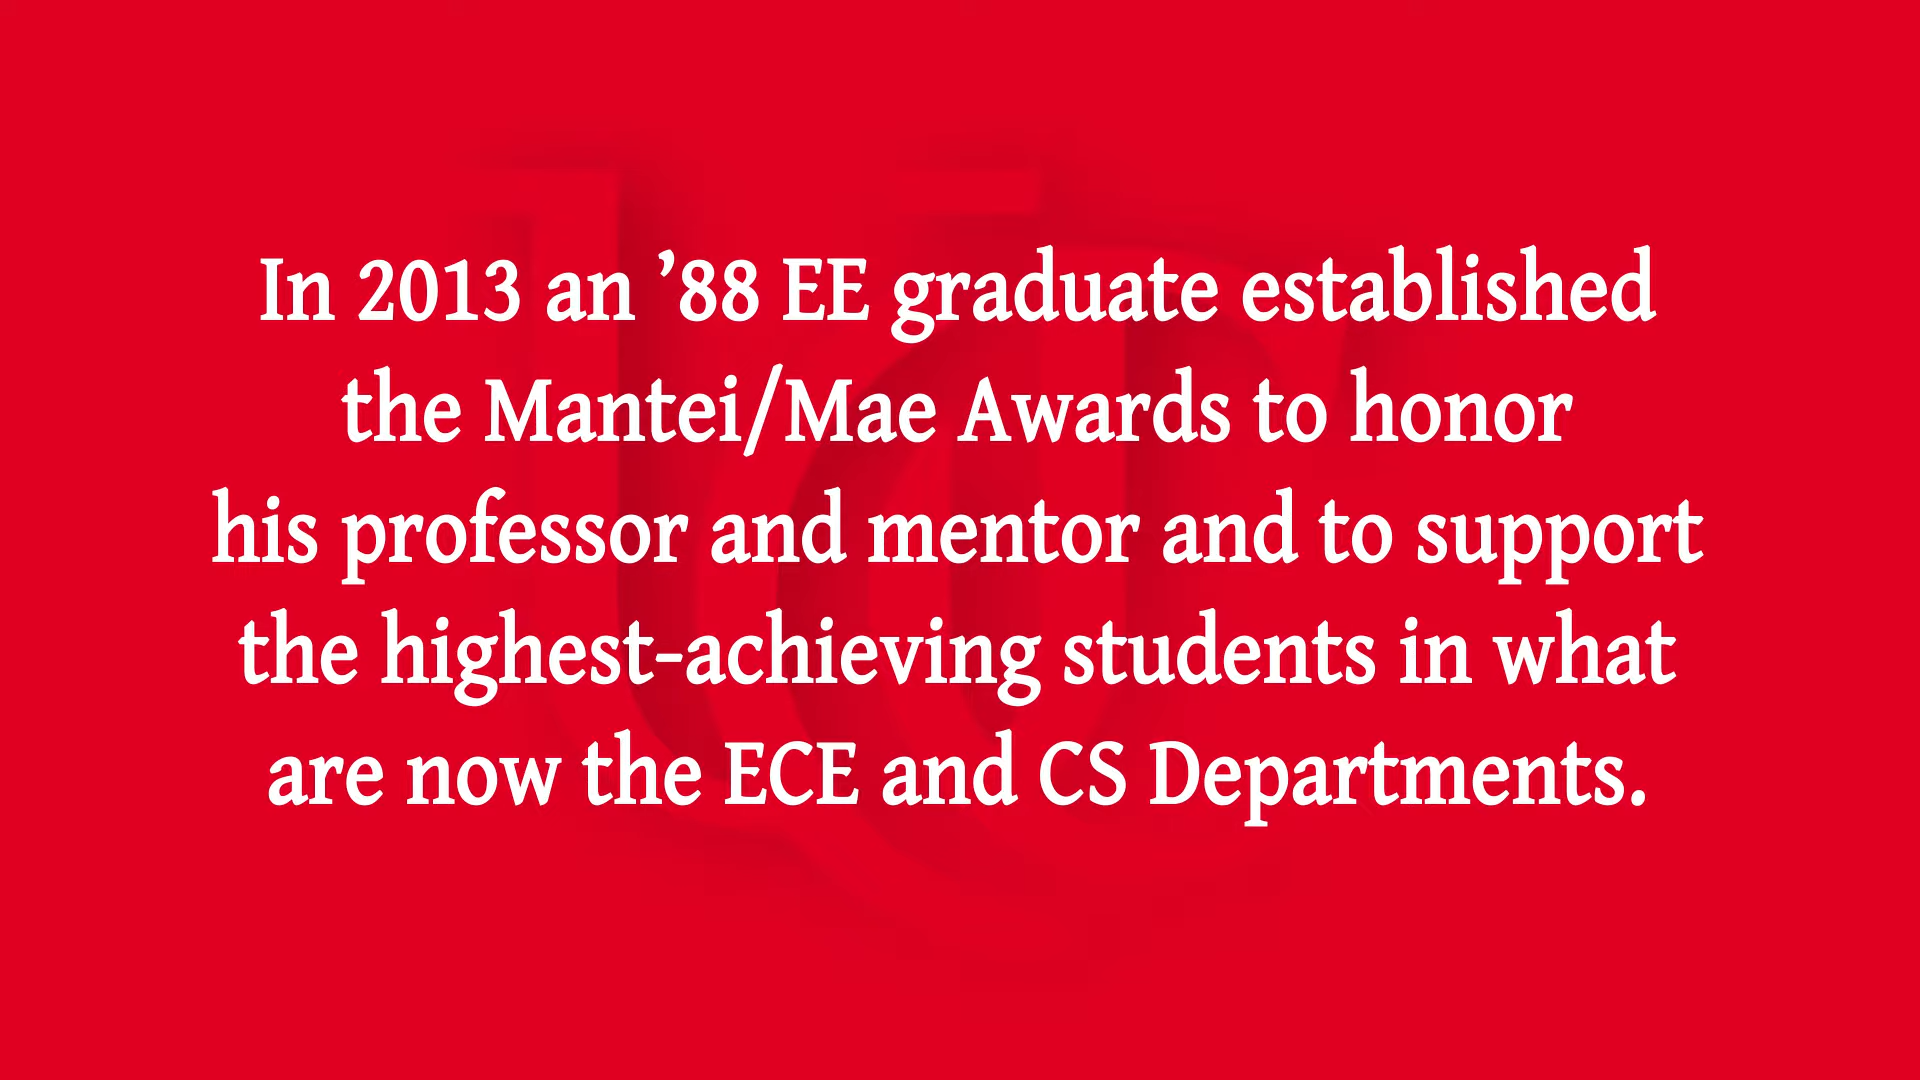 In 2013 an ’88 EE graduate established
the Mantei/Mae Awards to honor
his professor and mentor and to support
the highest-achieving students in what
are now the ECE and CS Departments.